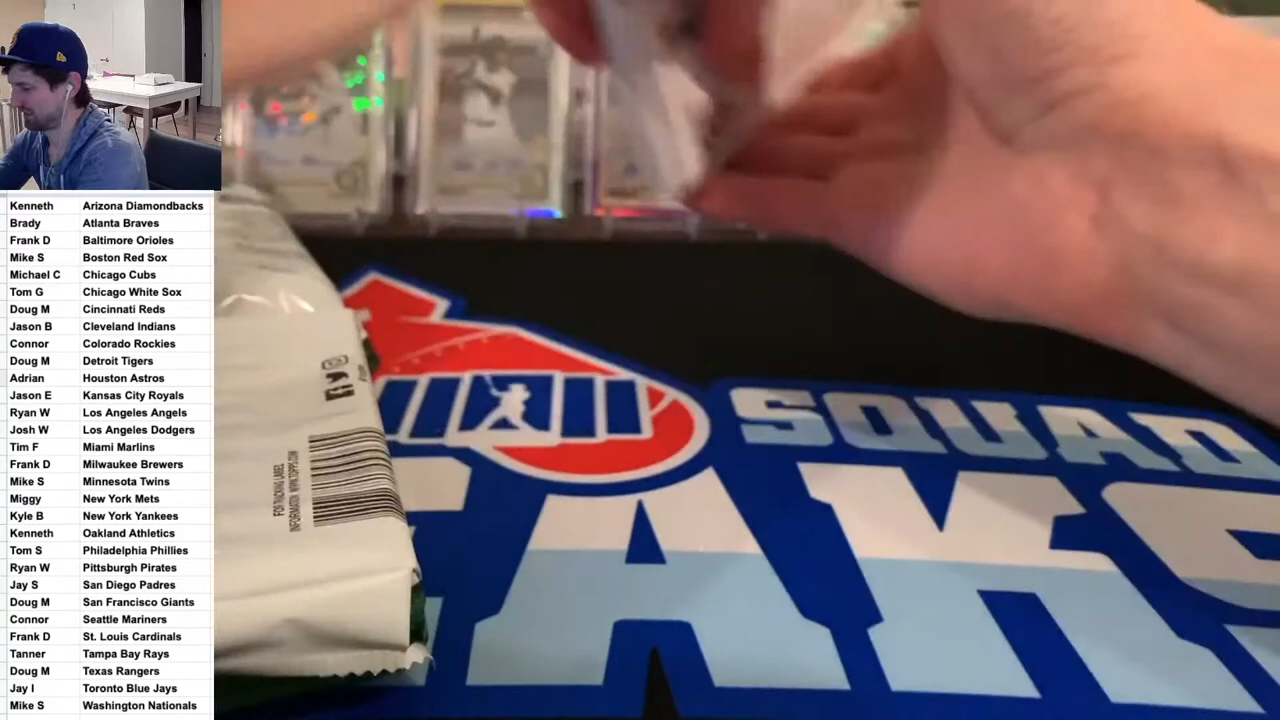 Kenneth Arizona Diamondbacks
Brady Atlanta Braves
Frank D Baltimore Orioles
Mike S Boston Red Sox
Michael C Chicago Cubs
Tom G Chicago White Sox
Doug M Cincinnati Reds
Jason B Cleveland Indians
Connor Colorado Rockies
Doug M Detroit Tigers
Adrian Houston Astros
Jason E Kansas City Royals
Ryan W Los Angeles Angels
Josh W Los Angeles Dodgers
Tim F Miami Marlins
Frank D Milwaukee Brewers
Mike S Minnesota Twins
Miggy New York Mets
Kyle B New York Yankees
Kenneth Oakland Athletics
Tom S Philadelphia Phillies
Ryan W Pittsburgh Pirates
Jay S San Diego Padres
Doug M San Francisco Giants
Connor Seattle Mariners
Frank D St. Louis Cardinals
Tanner Tampa Bay Rays
Doug M Texas Rangers
Jay I Toronto Blue Jays
Mike S Washington Nationals
INFORMATION WWW.TOPPS.COM
SQUAD
EAKS